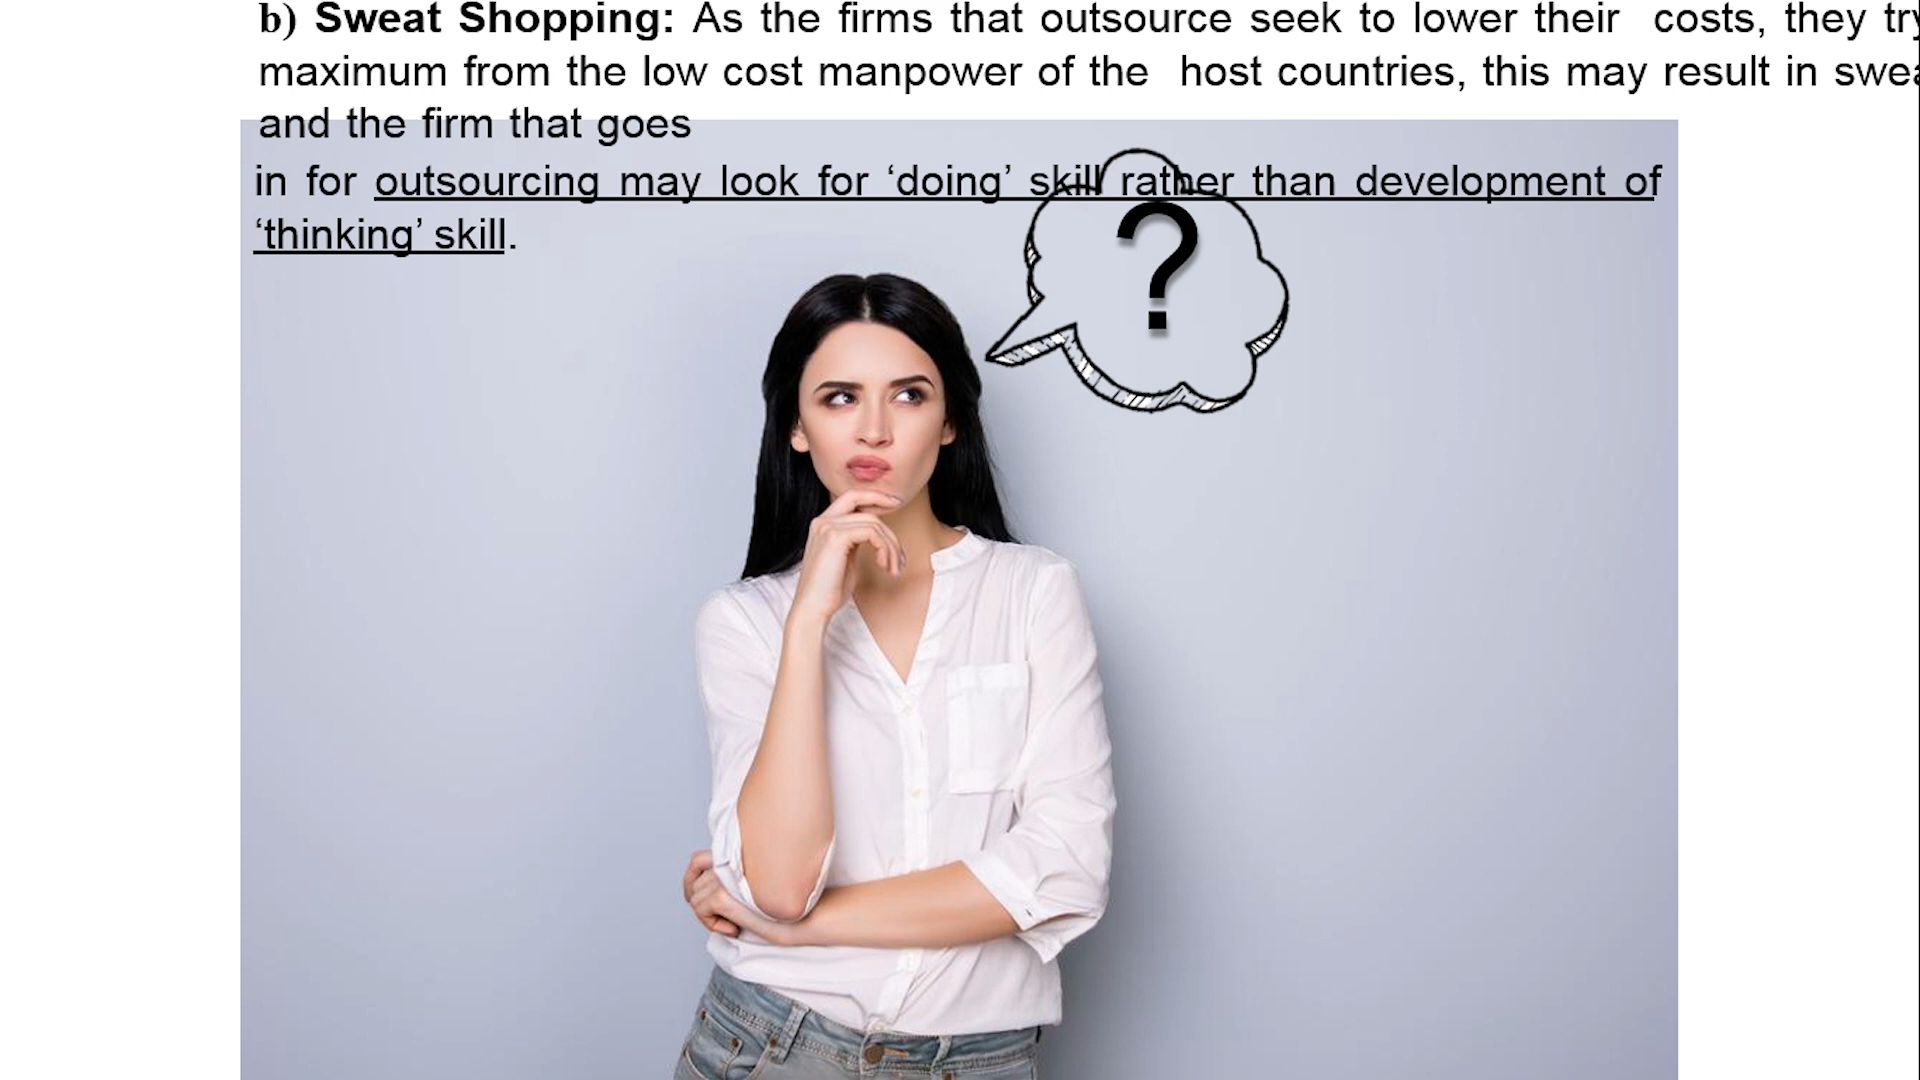 b) Sweat Shopping: As the firms that outsource seek to lower their costs, they try
maximum from the low cost manpower of the host countries, this may result in
and the firm that goes
in for outsourcing may look for ‘doing’ skill rather than development of
‘thinking’ skill.
?